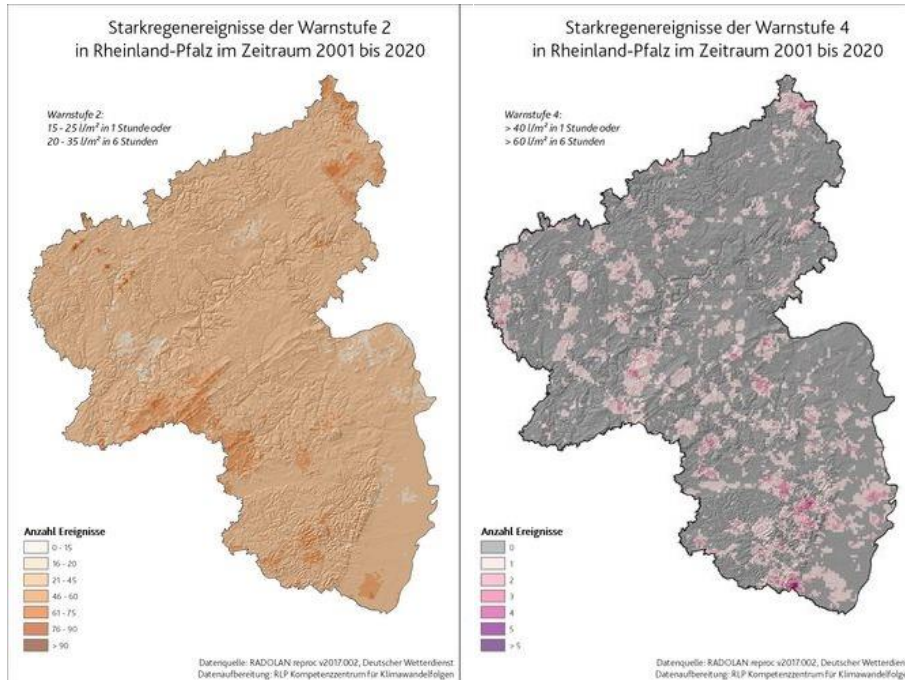 Starkregenereignisse der Warnstufe 2
in Rheinland-Pfalz im Zeitraum 2001 bis 2020
Warnstufe 2:
15 - 25 l/m² in 1 Stunde oder
20 - 35 l/m² in 6 Stunden
Anzahl Ereignisse
0 - 15
16 - 20
21 - 45
46 - 60
61 - 75
76 - 90
> 90
Datenquelle: RADOLAN reproc v2017.002, Deutscher Wetterdienst
Datenaufbereitung: RLP Kompetenzzentrum für Klimawandelfolgen
Starkregenereignisse der Warnstufe 4
in Rheinland-Pfalz im Zeitraum 2001 bis 2020
Warnstufe 4:
> 40 l/m² in 1 Stunde oder
> 60 l/m² in 6 Stunden
Anzahl Ereignisse
0
1
2
3
4
5
> 5
Datenquelle: RADOLAN reproc v2017.002, Deutscher Wetterdienst
Datenaufbereitung: RLP Kompetenzzentrum für Klimawandelfolgen